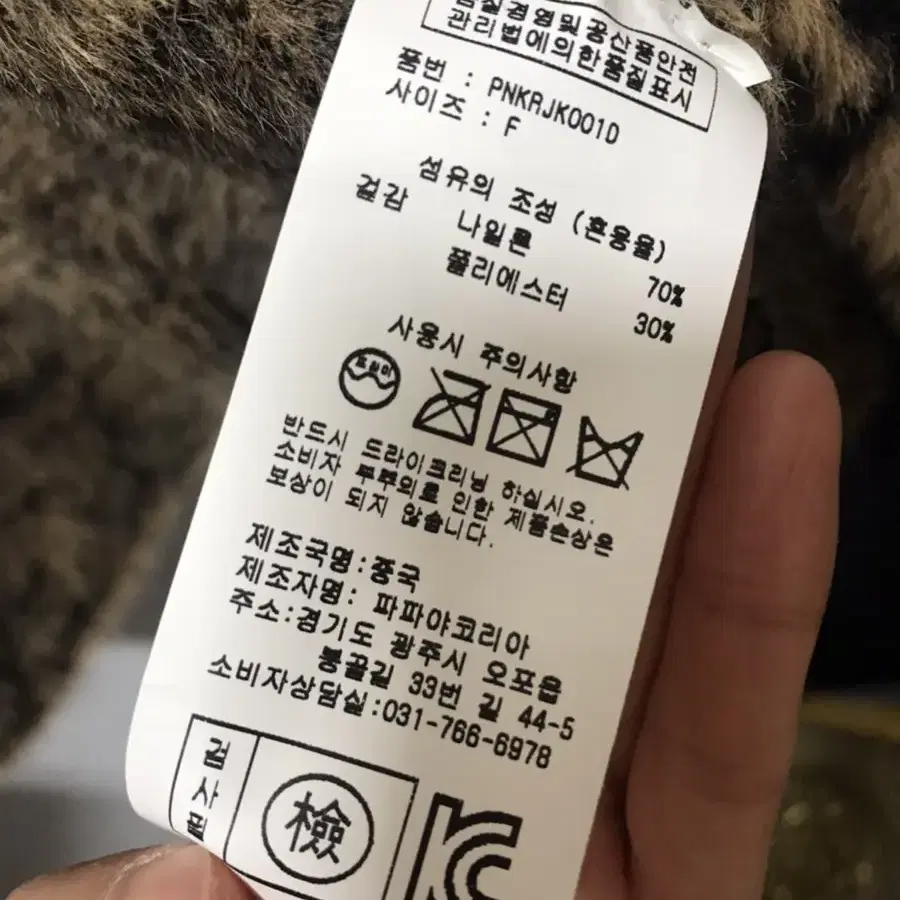 품질경영및공산품안전
관리법에의한품질표시
품번 : PNKRJK001D
사이즈 : F
섬유의 조성 (혼용율)
겉감 나일론 70%
폴리에스터 30%
사용시 주의사항
드라이
반드시 드라이크리닝 하십시오.
소비자 부주의로 인한 제품손상은
보상이 되지 않습니다.
제조국명:중국
제조자명: 파파야코리아
주소:경기도 광주시 오포읍
봉골길 33번 길 44-5
소비자상담실:031-766-6978
검사필
檢
KC